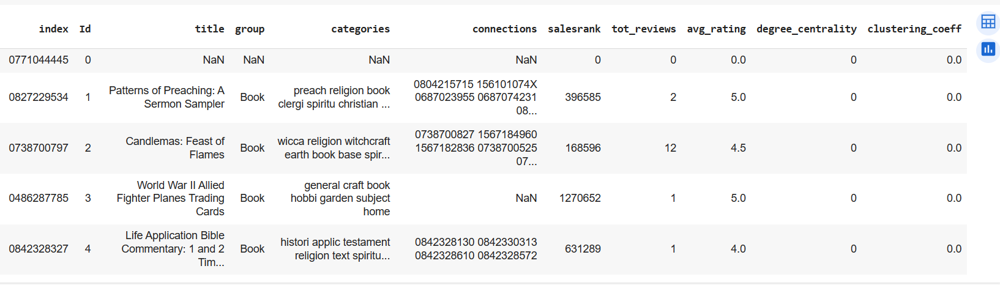 index Id title group categories connections salesrank tot_reviews avg_rating degree_centrality clustering_coeff
0771044445 0 NaN NaN NaN NaN 0 0 0.0 0 0.0
0804215715 156101074X
Patterns of Preaching: A preach religion book
0827229534 1 Book 0687023955 0687074231 396585 2 5.0 0 0.0
Sermon Sampler clergi spiritu christian ...
08...
0738700827 1567184960
Candlemas: Feast of wicca religion witchcraft
0738700797 2 Book 1567182836 0738700525 168596 12 4.5 0 0.0
Flames earth book base spir...
07...
World War II Allied general craft book
0486287785 3 Fighter Planes Trading Book hobbi garden subject NaN 1270652 1 5.0 0 0.0
Cards home
Life Application Bible
histori applic testament 0842328130 0842330313
0842328327 4 Commentary: 1 and 2 Book 631289 1 4.0 0 0.0
religion text spiritu... 0842328610 0842328572
Tim...